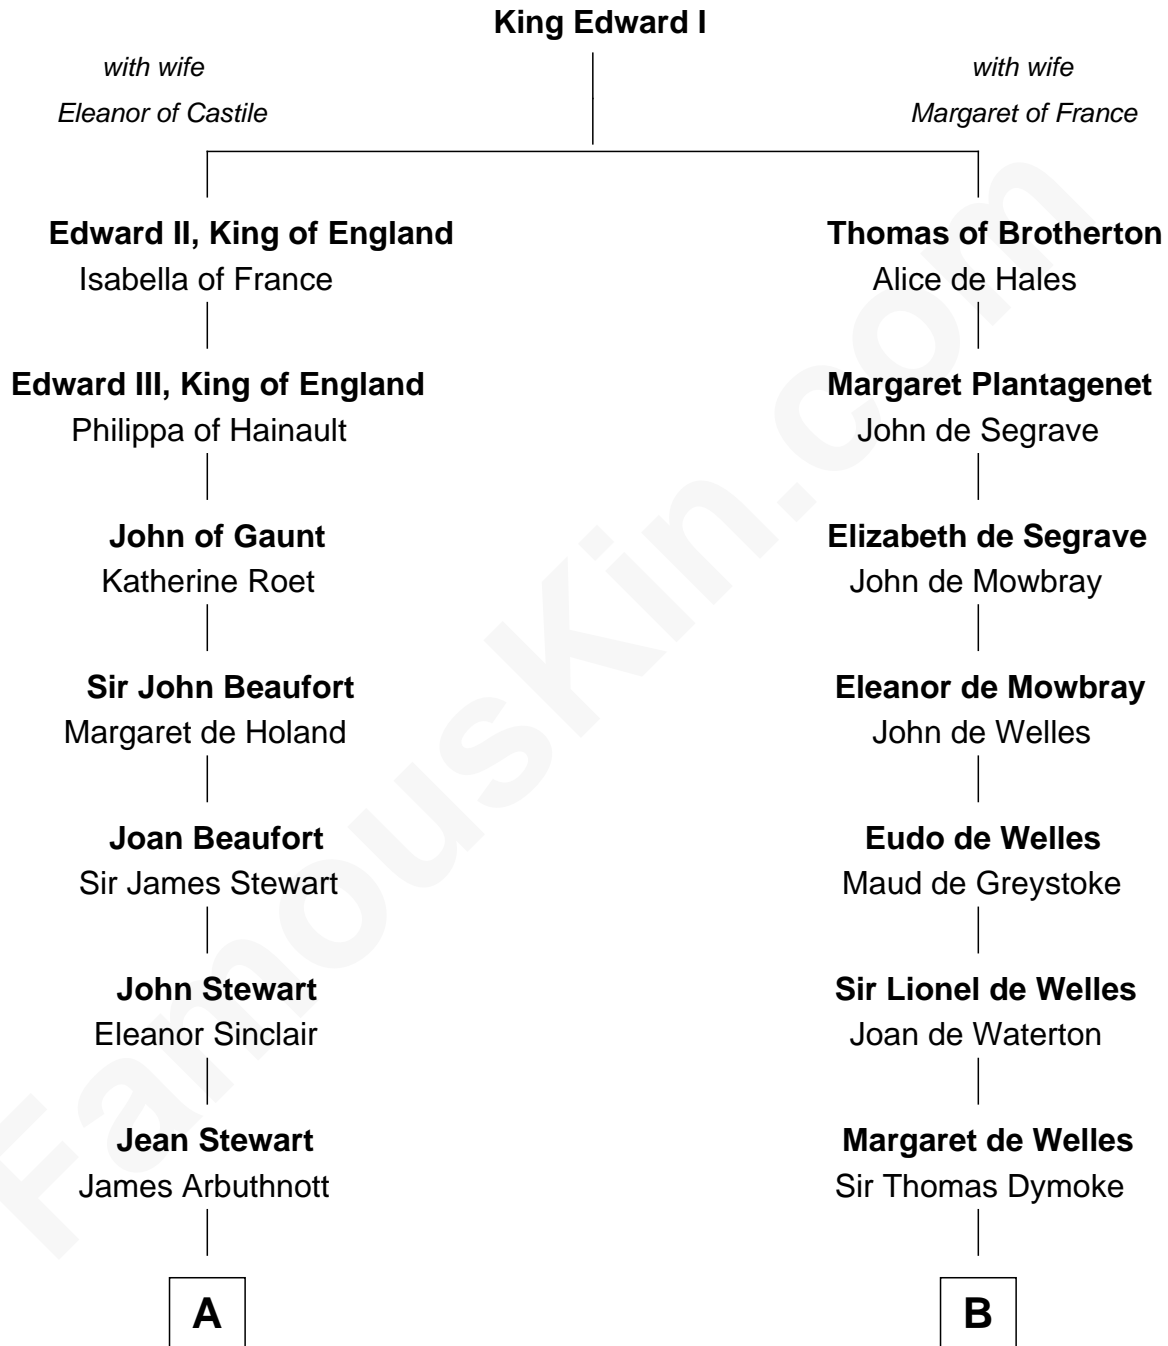 King Edward I
with wife
Eleanor of Castile
with wife
Margaret of France
Edward II, King of England
Isabella of France
Thomas of Brotherton
Alice de Hales
Edward III, King of England
Philippa of Hainault
Margaret Plantagenet
John de Segrave
John of Gaunt
Katherine Roet
Elizabeth de Segrave
John de Mowbray
Sir John Beaufort
Margaret de Holand
Eleanor de Mowbray
John de Welles
Joan Beaufort
Sir James Stewart
Eudo de Welles
Maud de Greystoke
John Stewart
Eleanor Sinclair
Sir Lionel de Welles
Joan de Waterton
Jean Stewart
James Arbuthnott
Margaret de Welles
Sir Thomas Dymoke
A
B
FamousKin.com